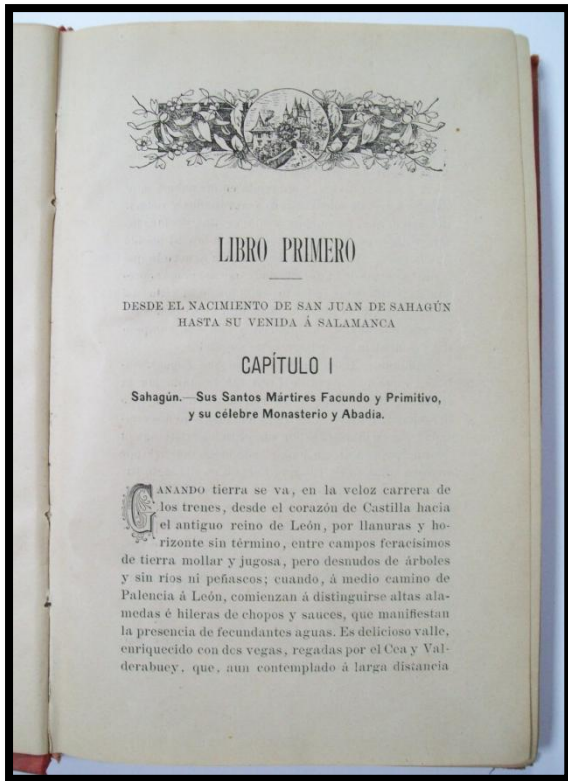 LIBRO PRIMERO
DESDE EL NACIMIENTO DE SAN JUAN DE SAHAGÚN
HASTA SU VENIDA Á SALAMANCA
CAPÍTULO I
Sahagún.—Sus Santos Mártires Facundo y Primitivo,
y su célebre Monasterio y Abadía.
GANANDO tierra se va, en la veloz carrera de
los trenes, desde el corazón de Castilla hacia
el antiguo reino de León, por llanuras y ho-
rizonte sin término, entre campos feracísimos
de tierra mollar y jugosa, pero desnudos de árboles
y sin ríos ni peñascos; cuando, á medio camino de
Palencia á León, comienzan á distinguirse altas ala-
medas é hileras de chopos y sauces, que manifiestan
la presencia de fecundantes aguas. Es delicioso valle,
enriquecido con dos vegas, regadas por el Cea y Val-
derabuey, que, aun contemplado á larga distancia